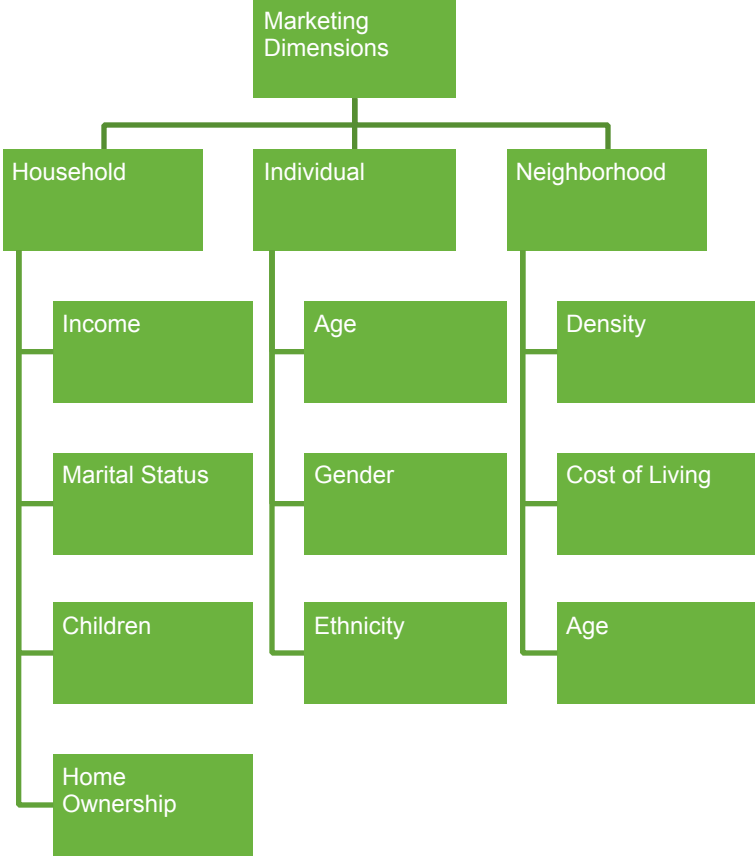 Marketing
Dimensions
Household
Individual
Neighborhood
Income
Age
Density
Marital Status
Gender
Cost of Living
Children
Ethnicity
Age
Home
Ownership